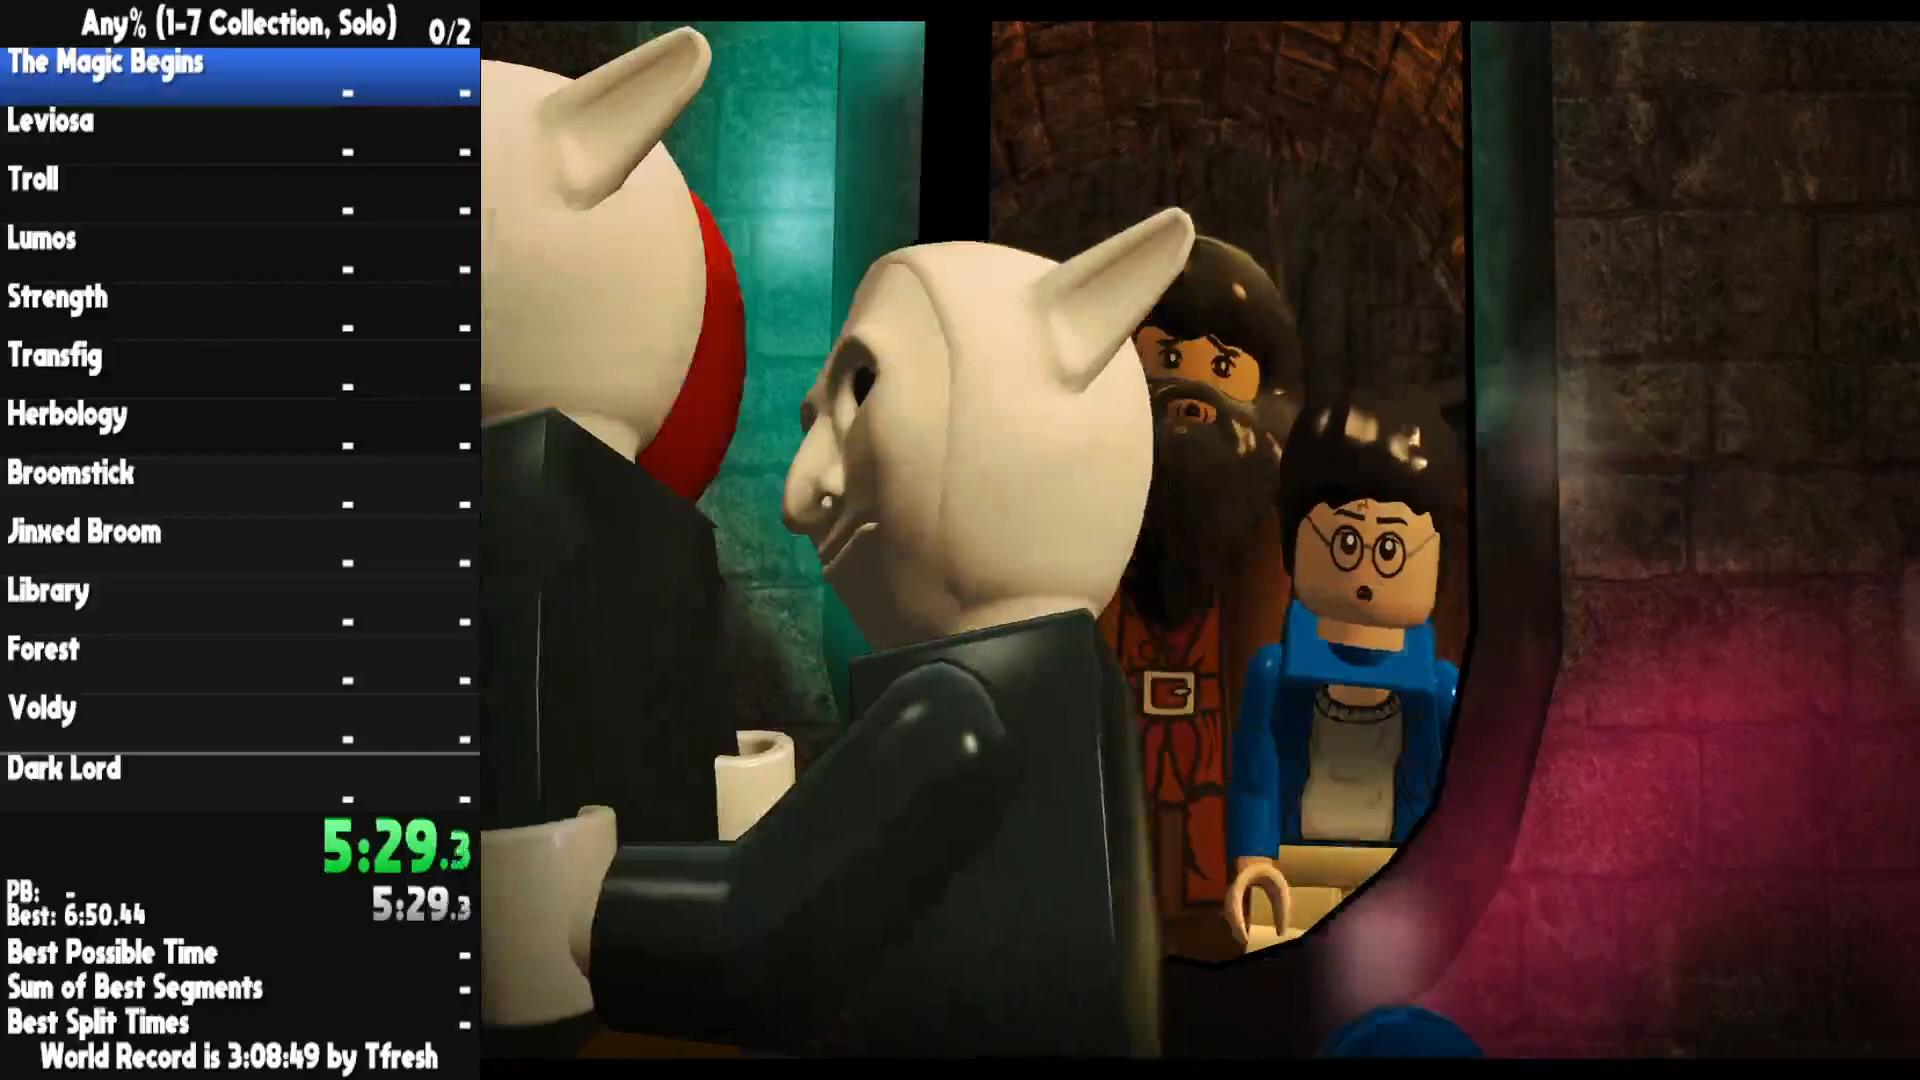 Any% (1-7 Collection, Solo) 0/2
The Magic Begins
- -
Leviosa
- -
Troll
- -
Lumos
- -
Strength
- -
Transfig
- -
Herbology
- -
Broomstick
- -
Jinxed Broom
- -
Library
- -
Forest
- -
Voldy
- -
Dark Lord
- -
5:29.3
PB: -
Best: 6:50.44 5:29.3
Best Possible Time -
Sum of Best Segments -
Best Split Times -
World Record is 3:08:49 by Tfresh